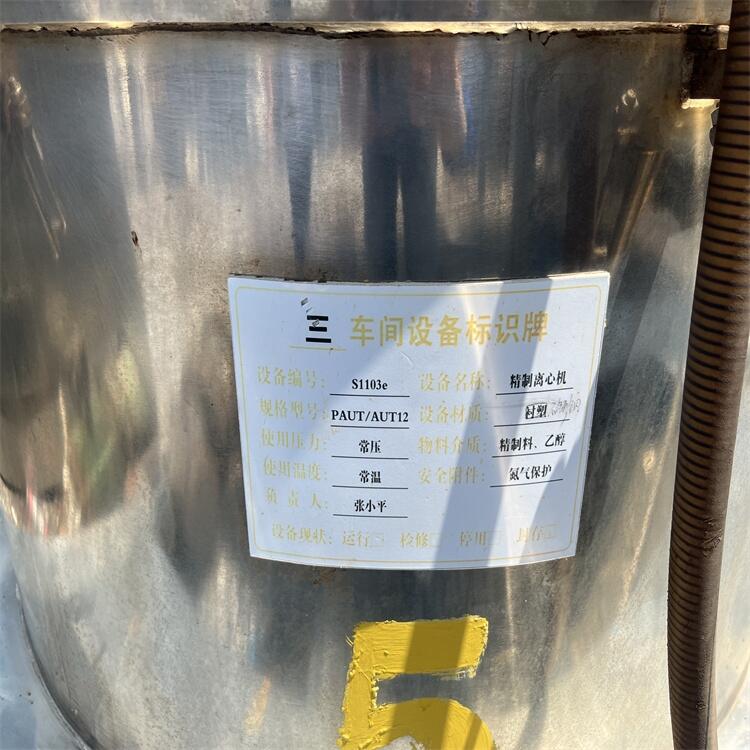 三 车间设备标识牌
设备编号: S1103e 设备名称: 精制离心机
规格型号: PAUT/AUT12 设备材质: 衬塑
使用压力: 常压 物料介质: 精制料、乙醇
使用温度: 常温 安全附件: 氮气保护
负责人: 张小平
设备现状: 运行□ 检修□ 停用□ 封存□
5